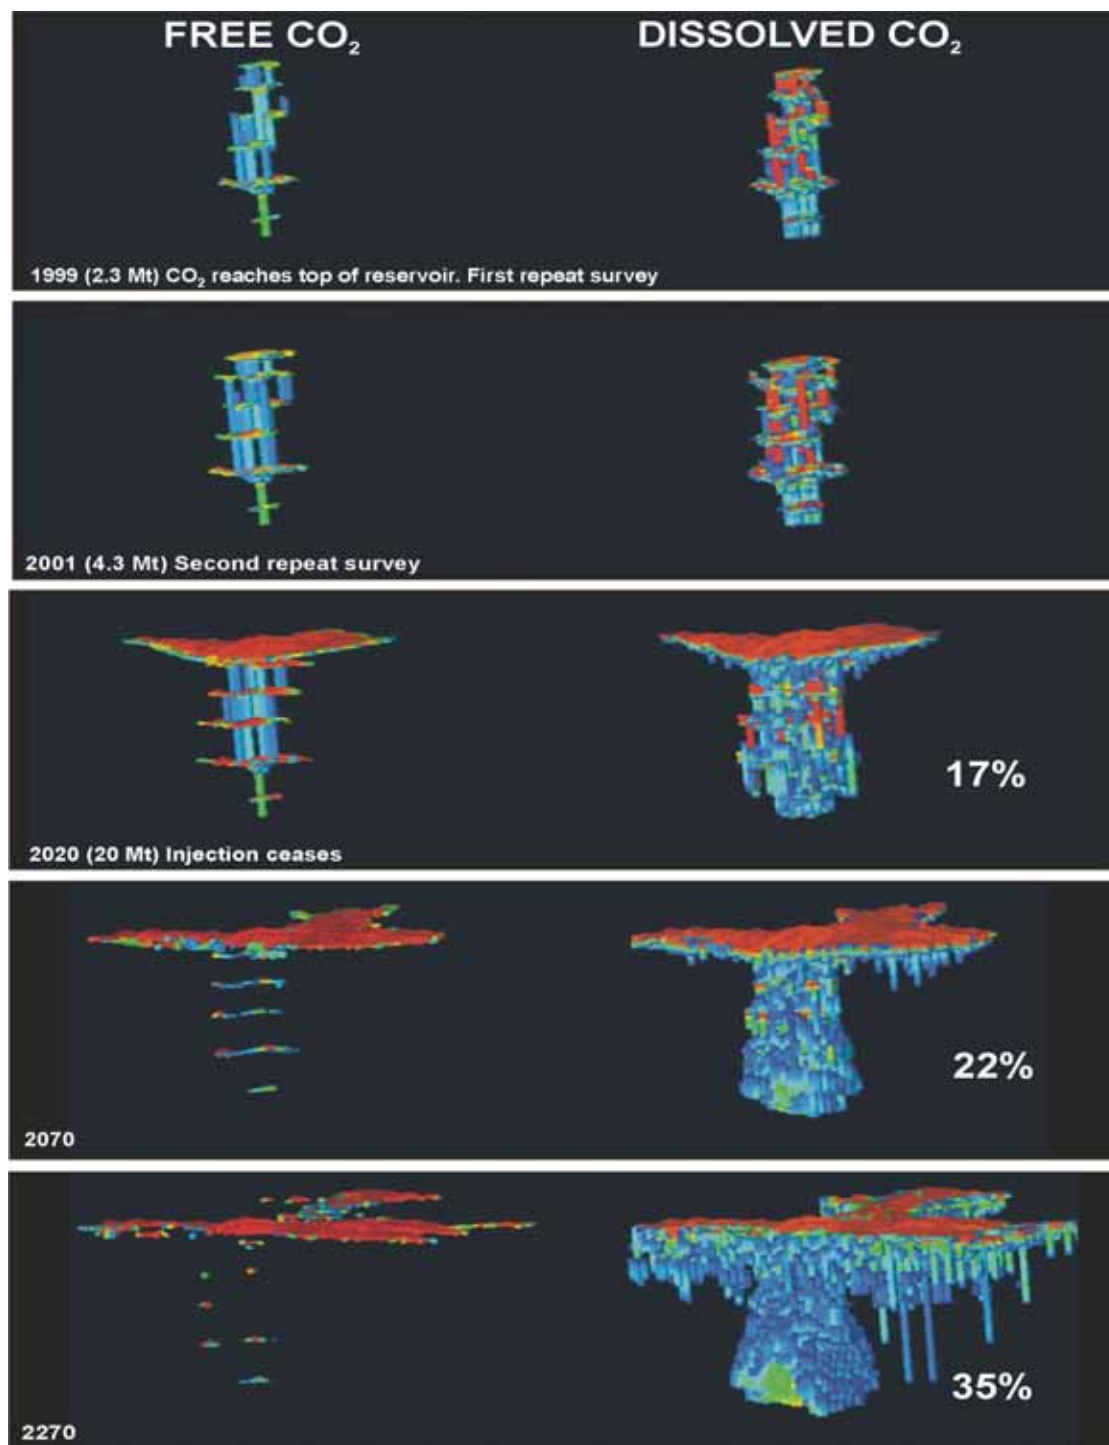 FREE CO₂
DISSOLVED CO₂
1999 (2.3 Mt) CO₂ reaches top of reservoir. First repeat survey
2001 (4.3 Mt) Second repeat survey
17%
2020 (20 Mt) Injection ceases
22%
2070
35%
2270